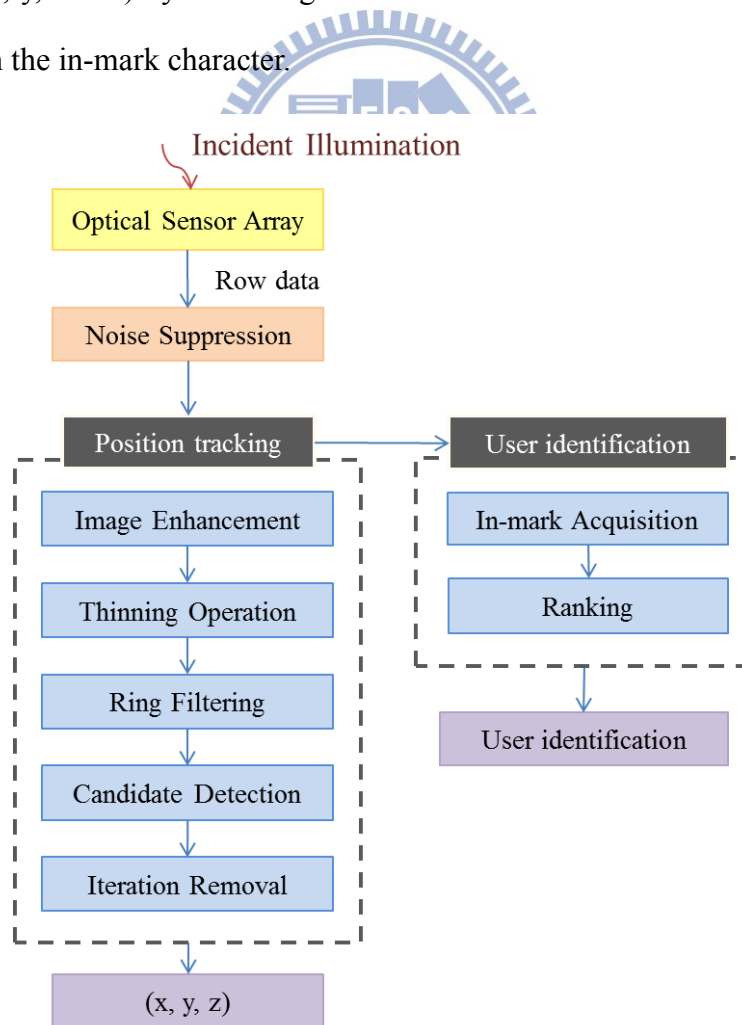 the in-mark character.
Incident Illumination
Optical Sensor Array
Row data
Noise Suppression
Position tracking
User identification
Image Enhancement
In-mark Acquisition
Thinning Operation
Ranking
Ring Filtering
User identification
Candidate Detection
Iteration Removal
(x, y, z)